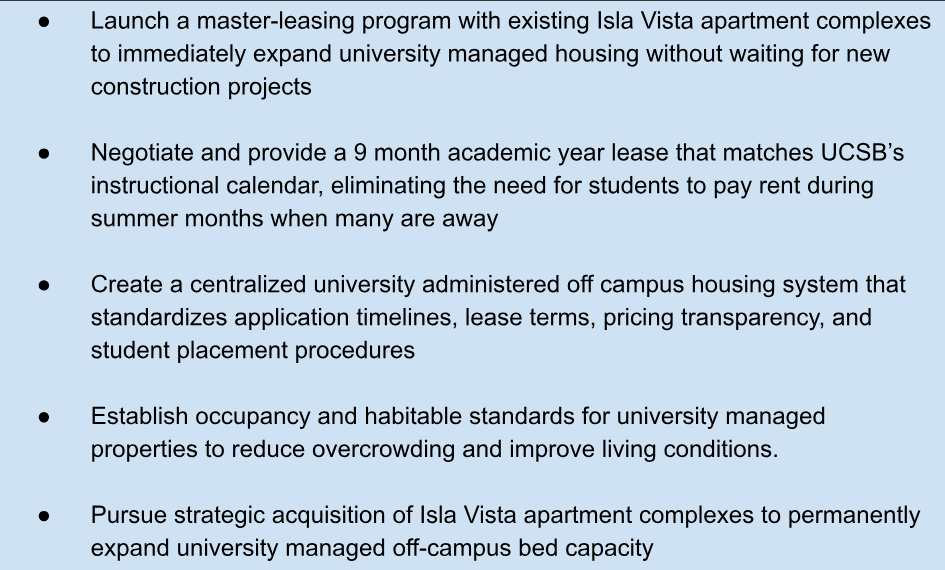 ● Launch a master-leasing program with existing Isla Vista apartment complexes
to immediately expand university managed housing without waiting for new
construction projects
● Negotiate and provide a 9 month academic year lease that matches UCSB’s
instructional calendar, eliminating the need for students to pay rent during
summer months when many are away
● Create a centralized university administered off campus housing system that
standardizes application timelines, lease terms, pricing transparency, and
student placement procedures
● Establish occupancy and habitable standards for university managed
properties to reduce overcrowding and improve living conditions.
● Pursue strategic acquisition of Isla Vista apartment complexes to permanently
expand university managed off-campus bed capacity